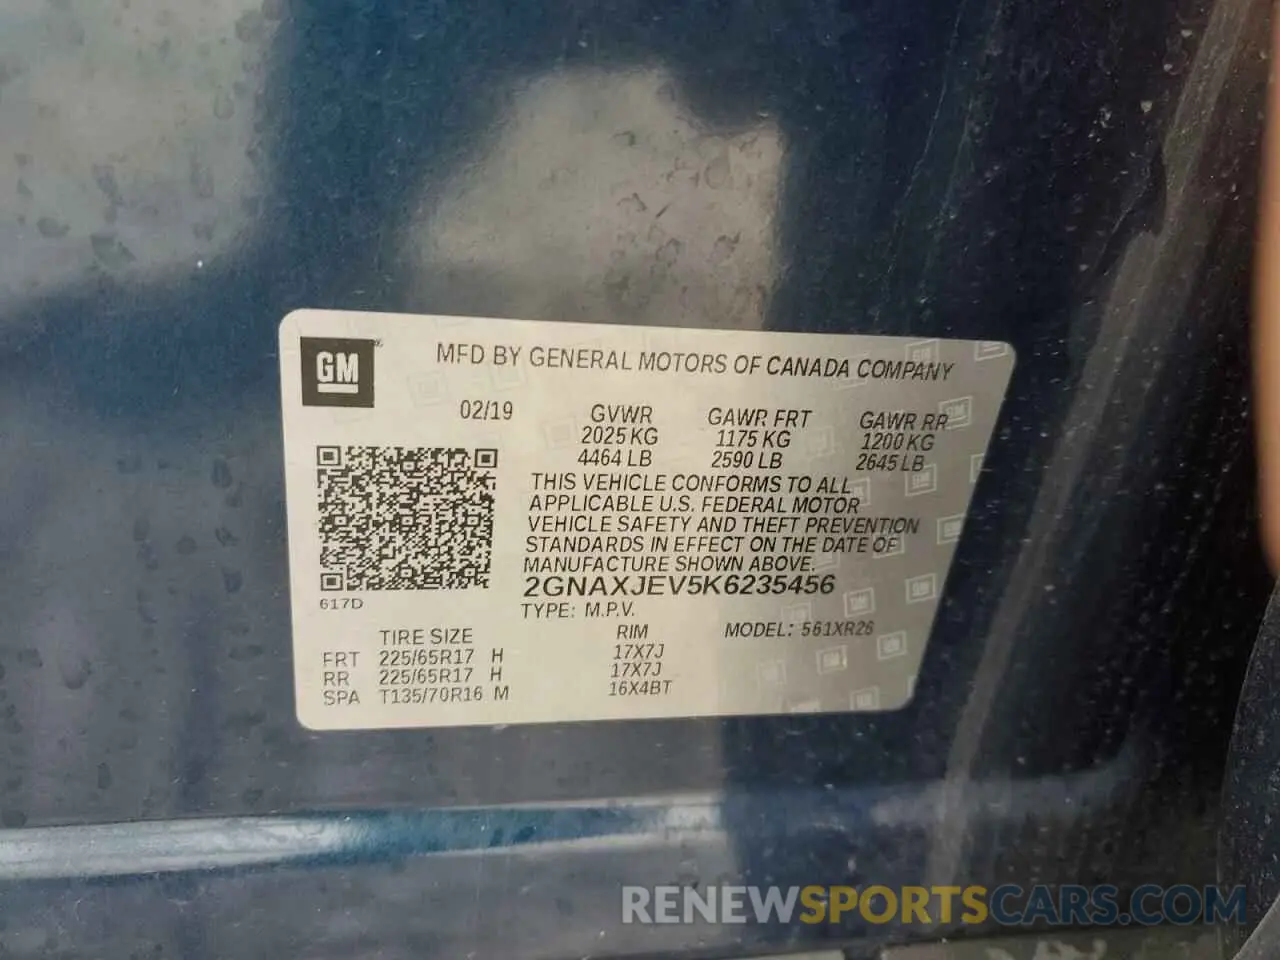 GM
MFD BY GENERAL MOTORS OF CANADA COMPANY
02/19 GVWR GAWR FRT GAWR RR
2025 KG 1175 KG 1200 KG
4464 LB 2590 LB 2645 LB
THIS VEHICLE CONFORMS TO ALL
APPLICABLE U.S. FEDERAL MOTOR
VEHICLE SAFETY AND THEFT PREVENTION
STANDARDS IN EFFECT ON THE DATE OF
MANUFACTURE SHOWN ABOVE.
2GNAXJEV5K6235456
617D
TYPE: M.P.V.
TIRE SIZE RIM MODEL: 561XR26
FRT 225/65R17 H 17X7J
RR 225/65R17 H 17X7J
SPA T135/70R16 M 16X4BT
RENEWSPORTSCARS.COM